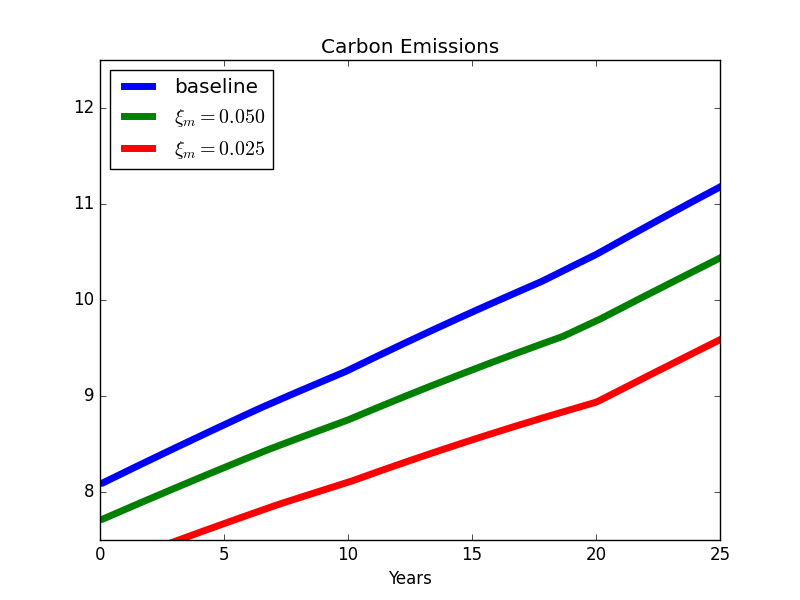 Carbon Emissions
baseline
ξₘ = 0.050
ξₘ = 0.025
12
11
10
9
8
0 5 10 15 20 25
Years